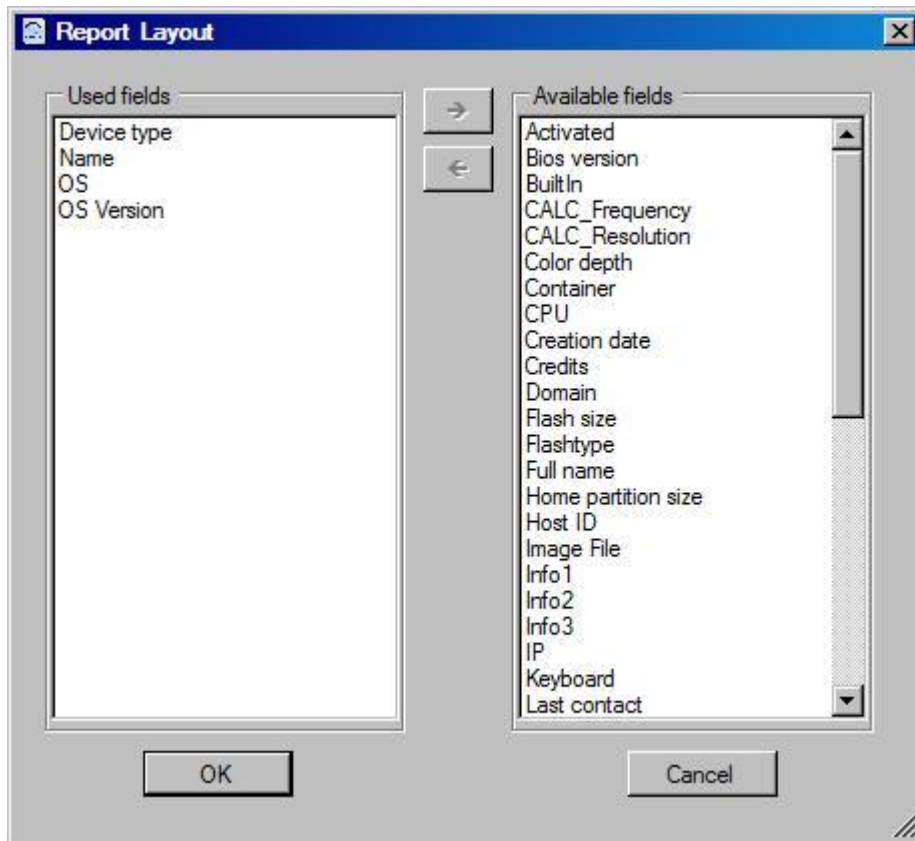 Report Layout
Used fields
Device type
Name
OS
OS Version
Available fields
Activated
Bios version
BuiltIn
CALC_Frequency
CALC_Resolution
Color depth
Container
CPU
Creation date
Credits
Domain
Flash size
Flashtype
Full name
Home partition size
Host ID
Image File
Info1
Info2
Info3
IP
Keyboard
Last contact
OK
Cancel